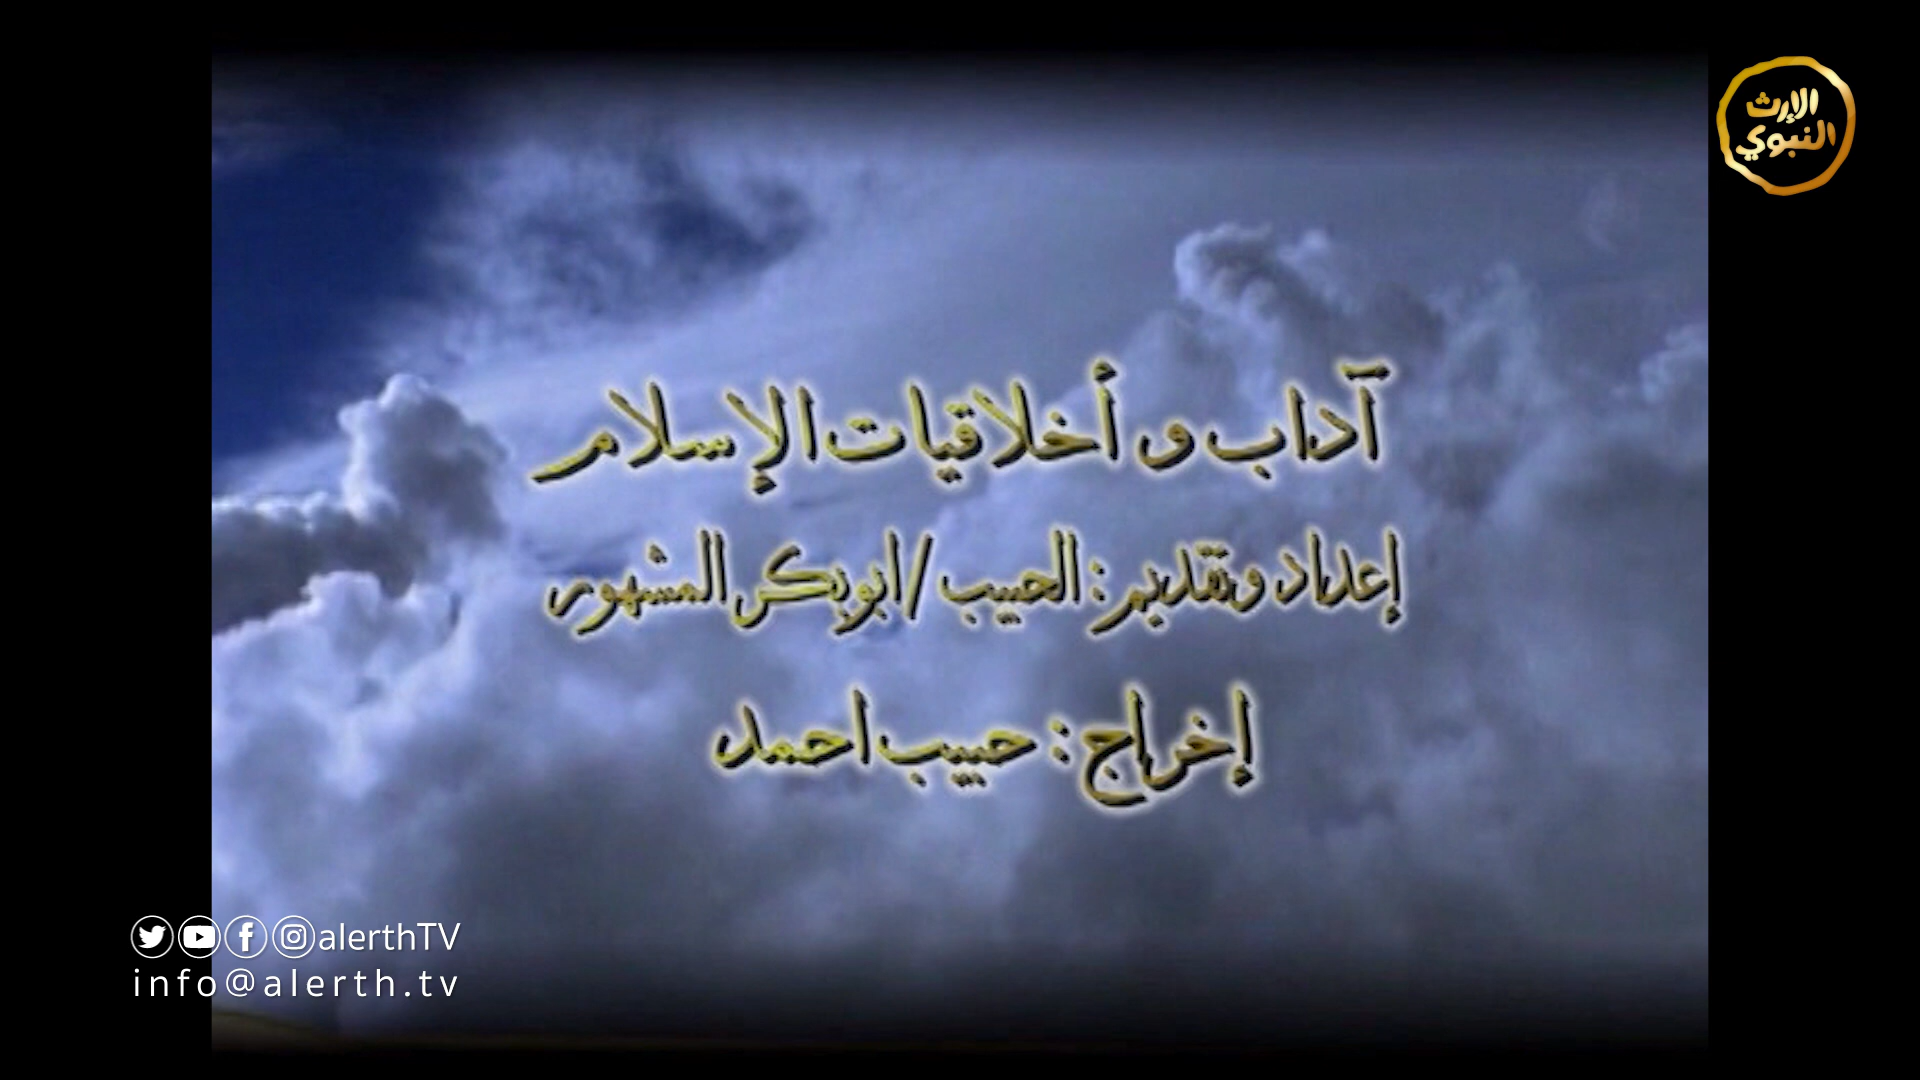 الإرث
النبوي
آداب و أخلاقيات الإسلام
إعداد وتقديم : الحبيب / ابوبكر المشهور
إخراج : حبيب احمد
alerthTV
info@alerth.tv